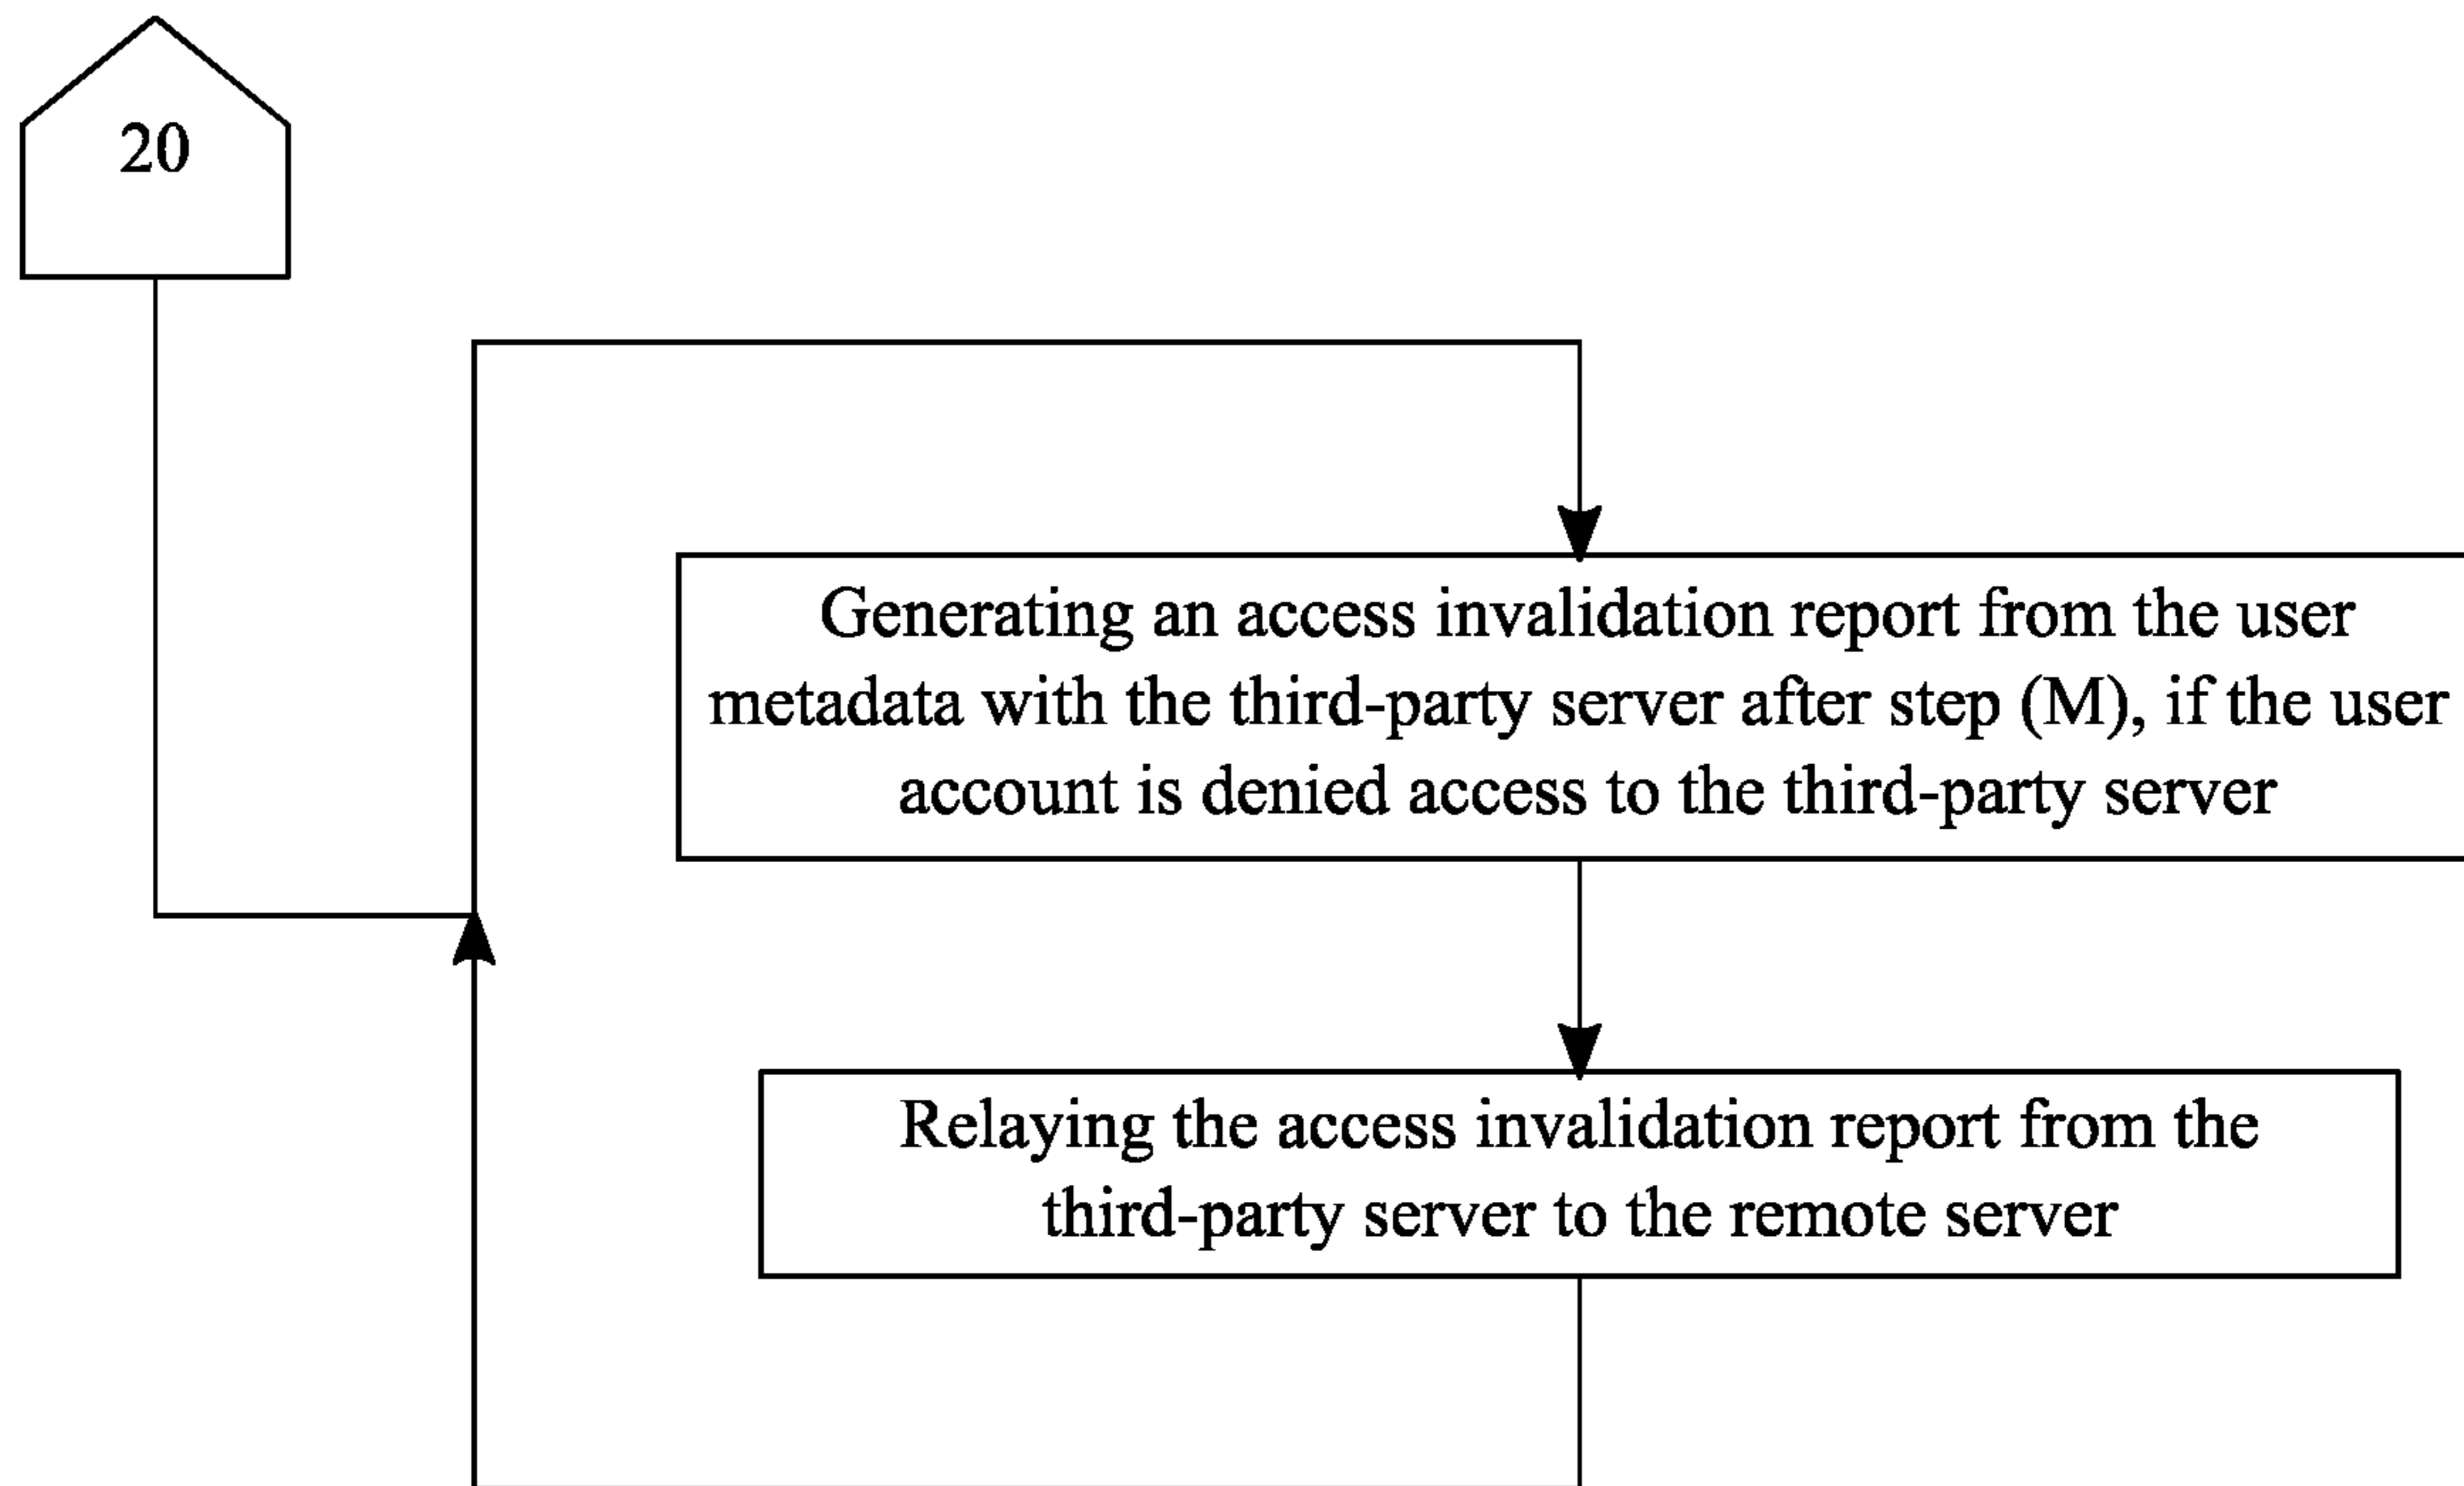 20
Generating an access invalidation report from the user
metadata with the third-party server after step (M), if the user
account is denied access to the third-party server
Relaying the access invalidation report from the
third-party server to the remote server